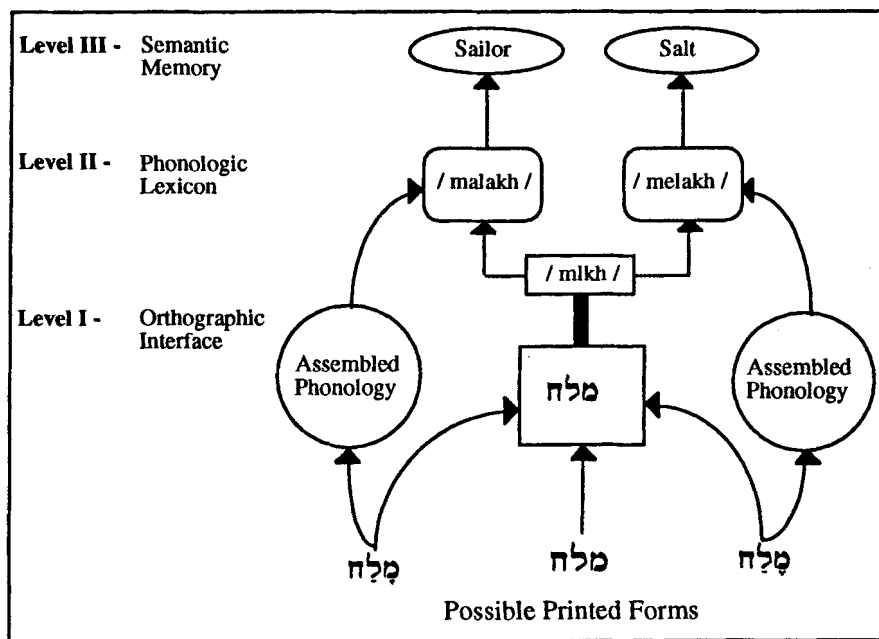 Level III - Semantic Memory
Sailor
Salt
Level II - Phonologic Lexicon
/ malakh /
/ melakh /
/ mlkh /
Level I - Orthographic Interface
Assembled
Phonology
מלח
Assembled
Phonology
מָלַח
מלח
מֶלַח
Possible Printed Forms